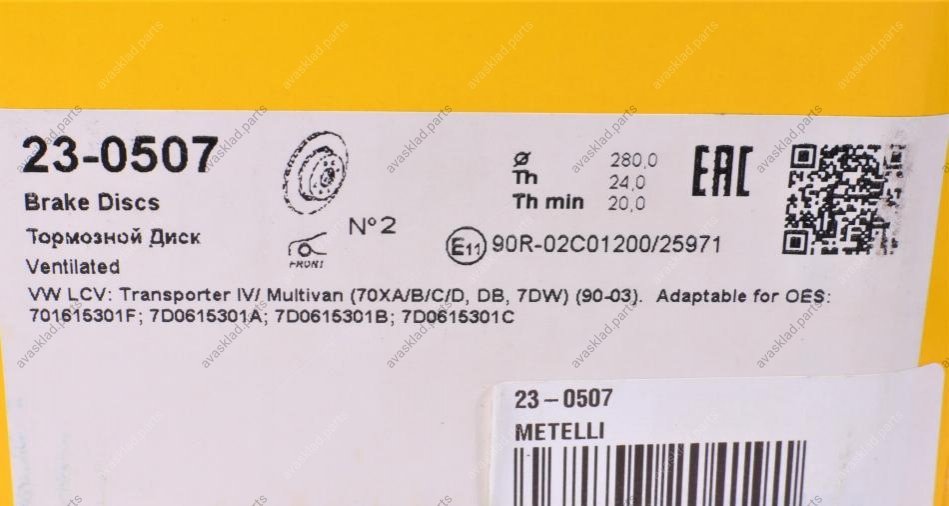 23-0507
Brake Discs
Тормозной Диск
Ventilated
FRONT
N°2
Ø 280,0
Th 24,0
Th min 20,0
EAC
E11 90R-02C01200/25971
VW LCV: Transporter IV/ Multivan (70XA/B/C/D, DB, 7DW) (90-03). Adaptable for OES:
701615301F; 7D0615301A; 7D0615301B; 7D0615301C
23-0507
METELLI
avasklad.parts